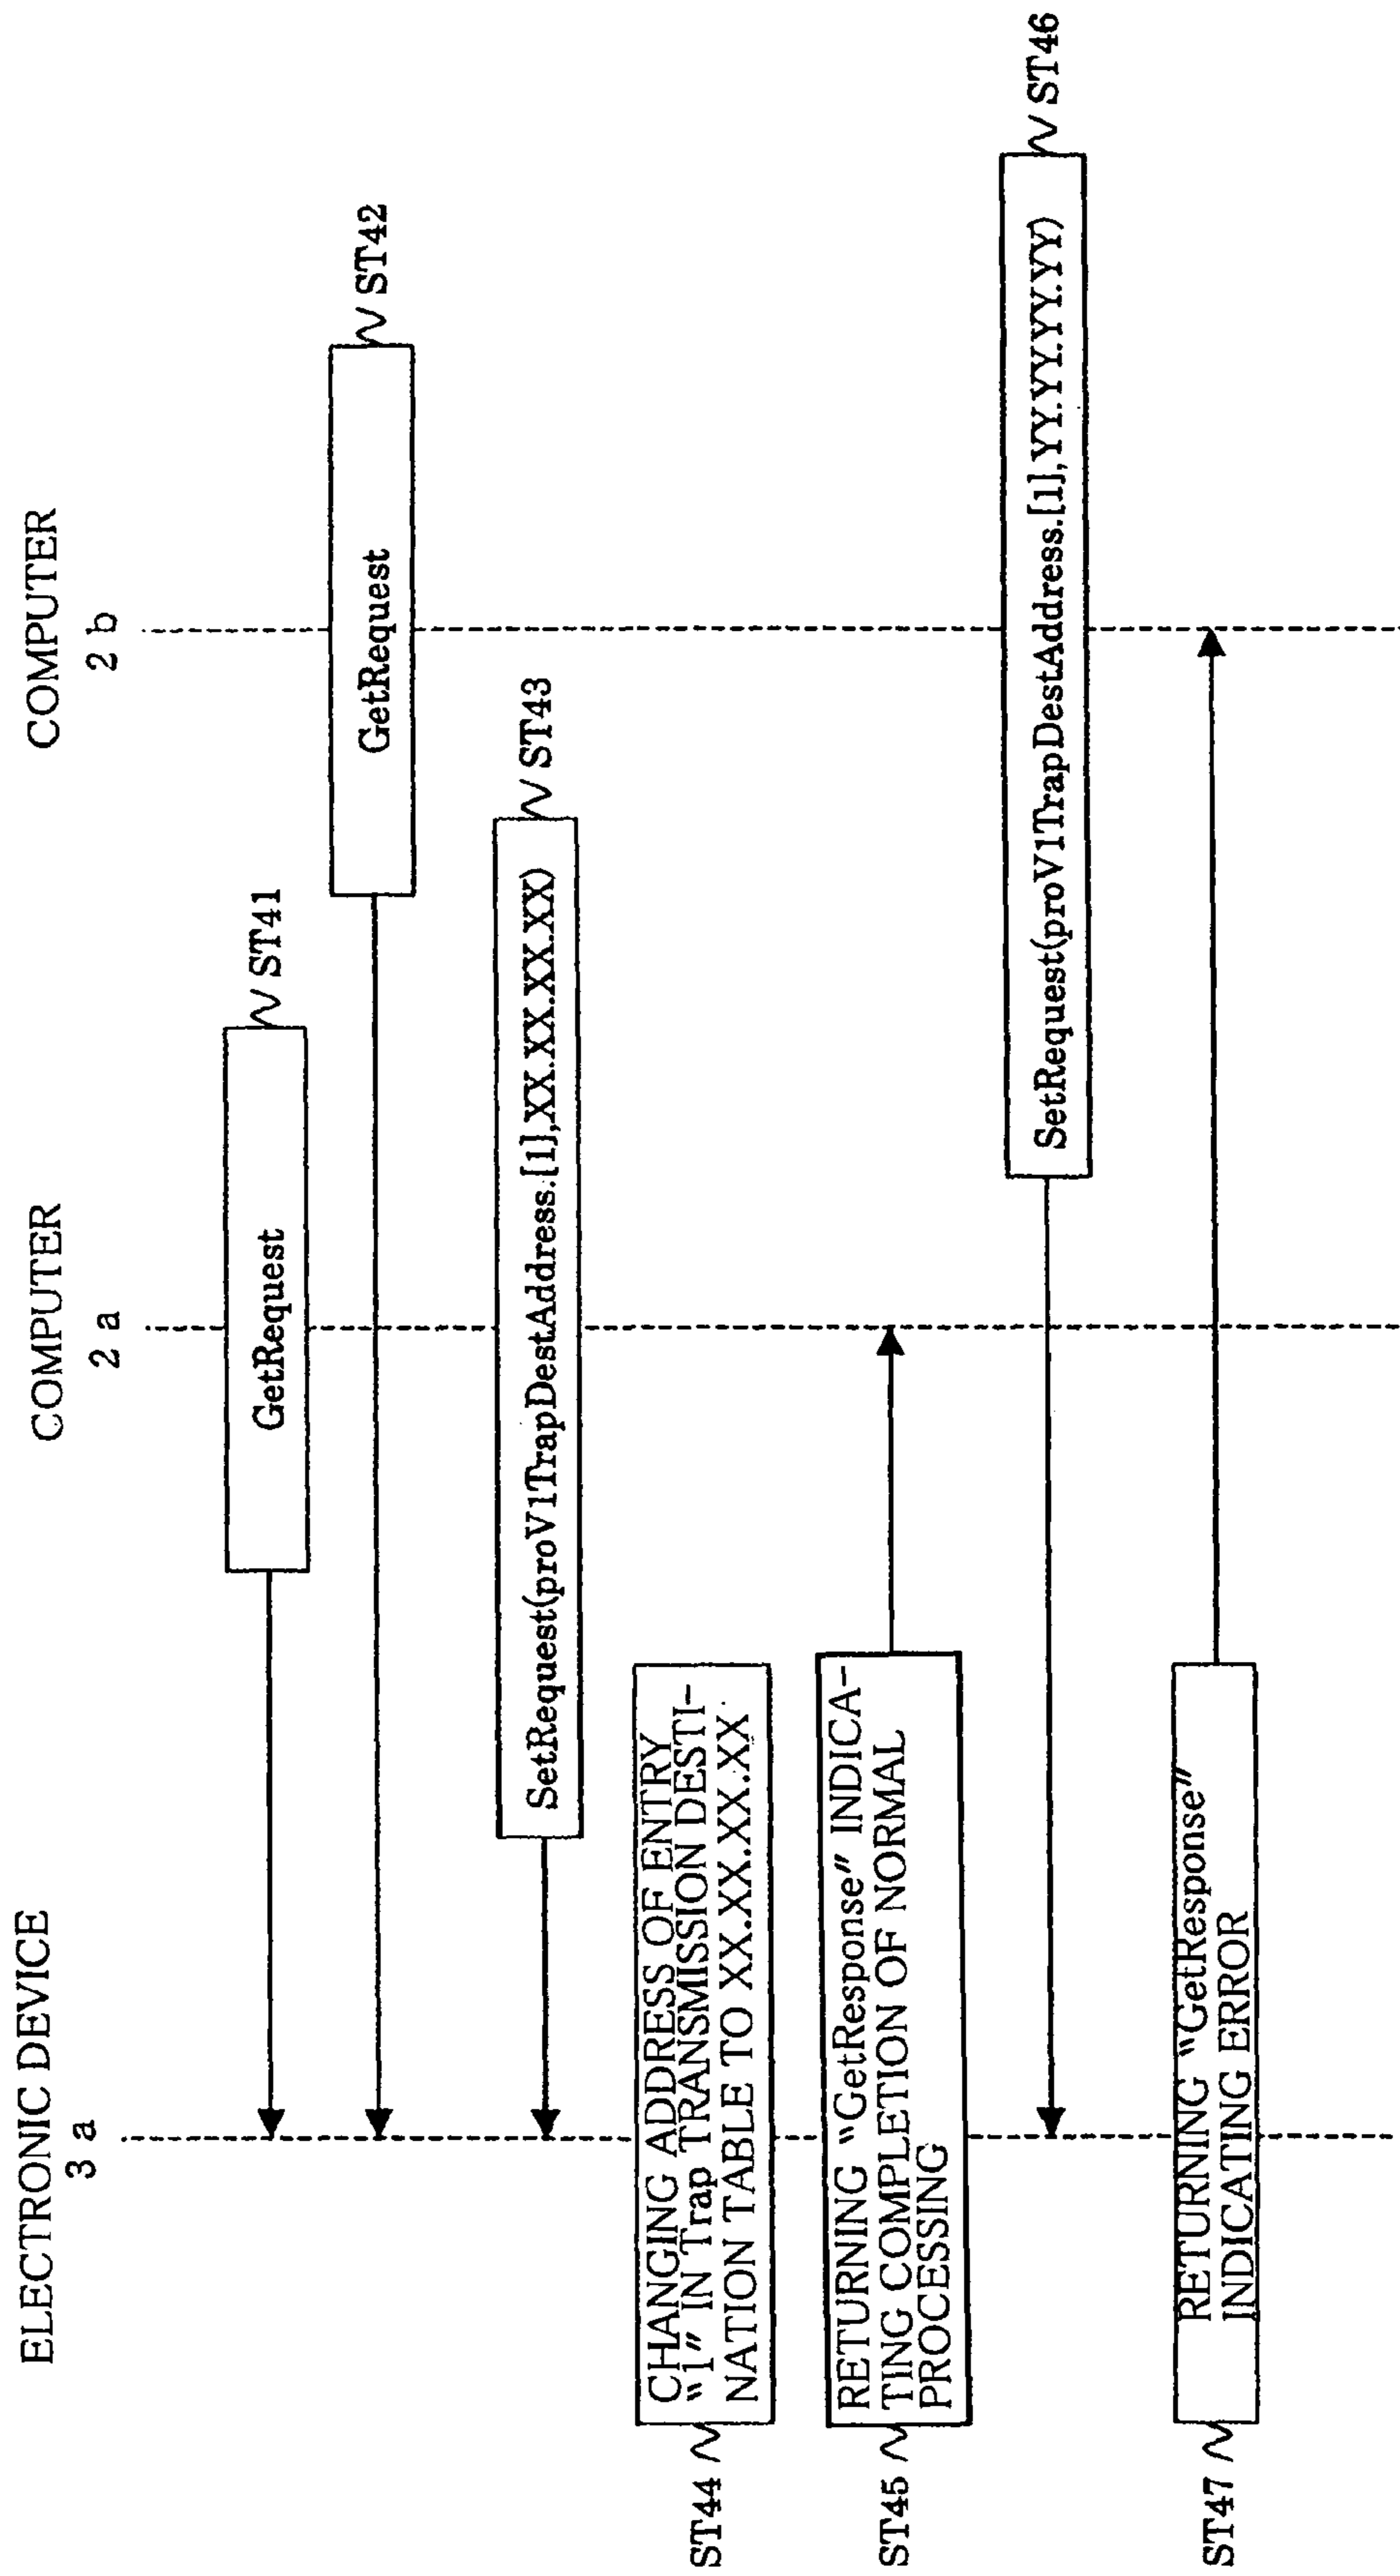 ELECTRONIC DEVICE
3 a
COMPUTER
2 a
COMPUTER
2 b
GetRequest
ST41
GetRequest
ST42
SetRequest(proV1TrapDestAddress.[1],XX.XX.XX.XX)
ST43
ST44
CHANGING ADDRESS OF ENTRY
"1" IN Trap TRANSMISSION DESTI-
NATION TABLE TO XX.XX.XX.XX
ST45
RETURNING "GetResponse" INDICA-
TING COMPLETION OF NORMAL
PROCESSING
SetRequest(proV1TrapDestAddress.[1],YY.YY.YY.YY)
ST46
ST47
RETURNING "GetResponse"
INDICATING ERROR